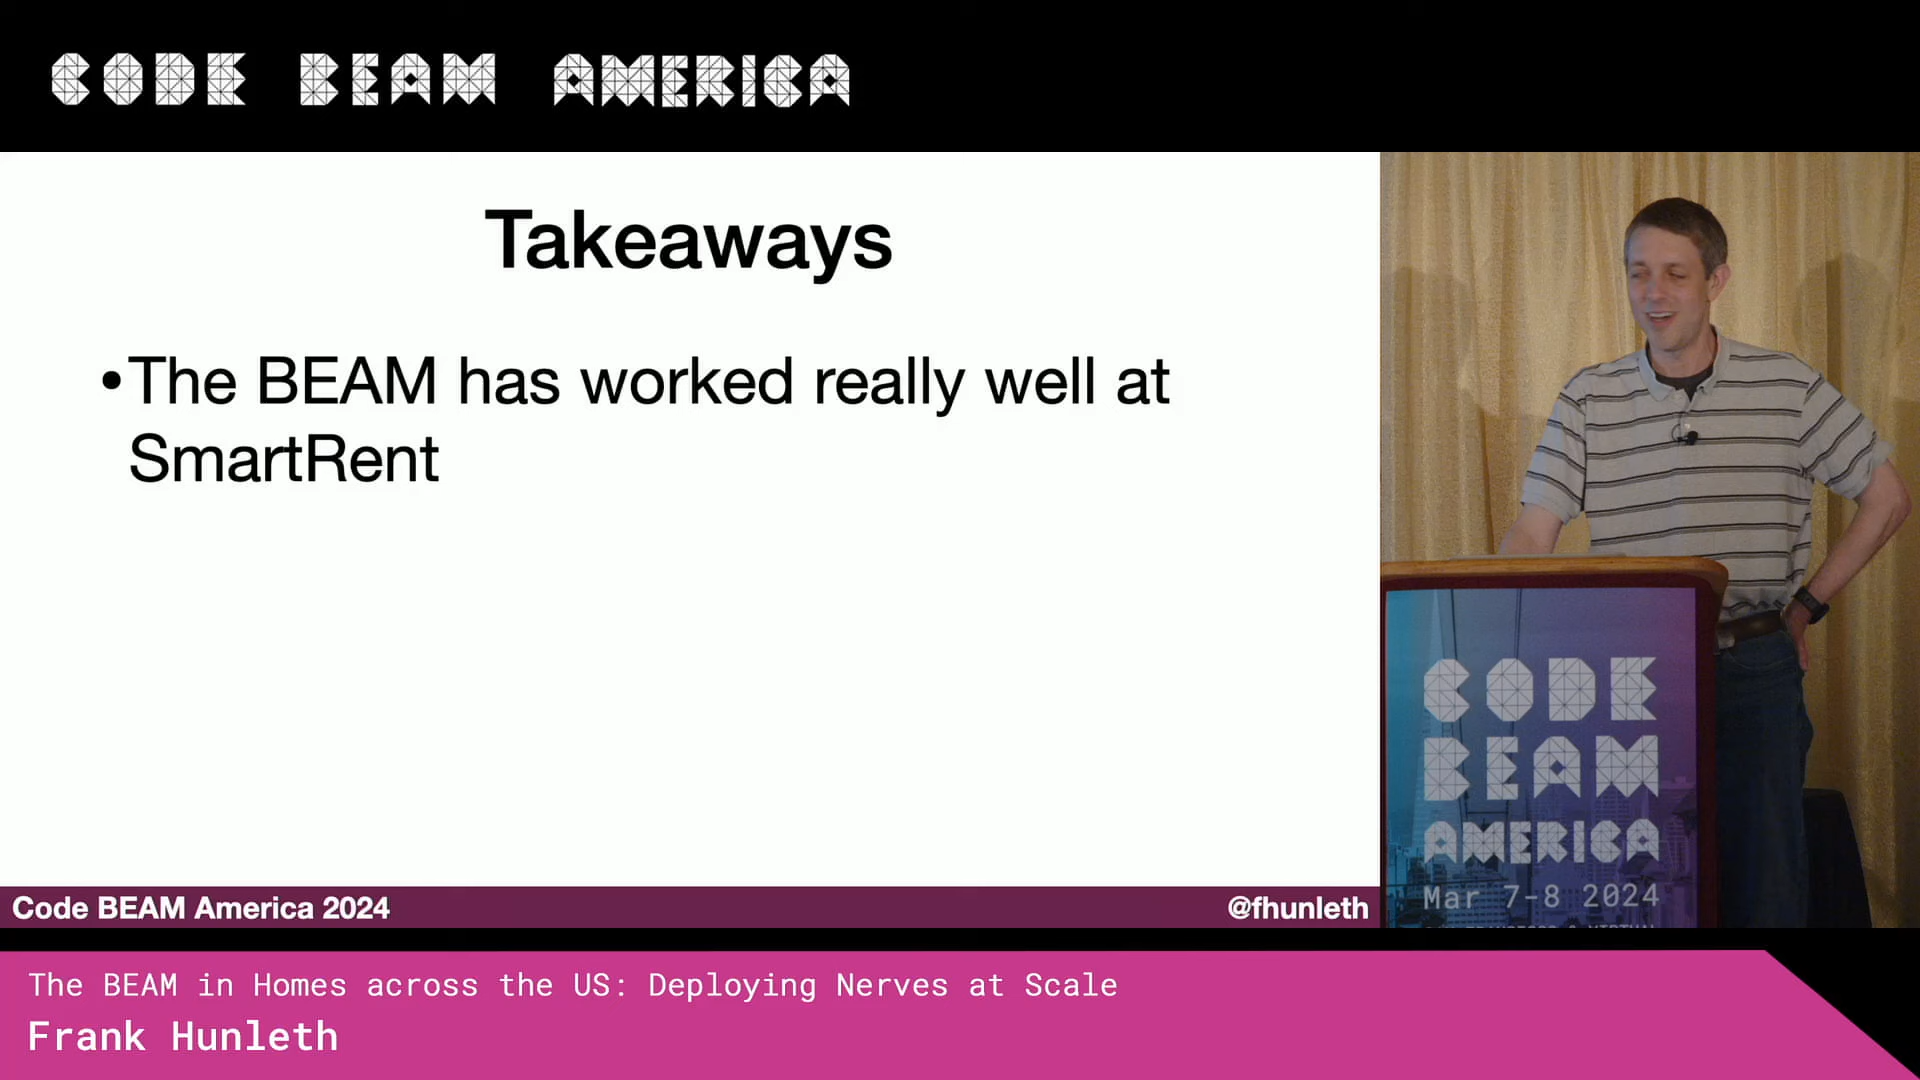 CODE BEAM AMERICA
Takeaways
•The BEAM has worked really well at
SmartRent
CODE
BEAM
AMERICA
Mar 7-8 2024
Code BEAM America 2024
@fhunleth
The BEAM in Homes across the US: Deploying Nerves at Scale
Frank Hunleth